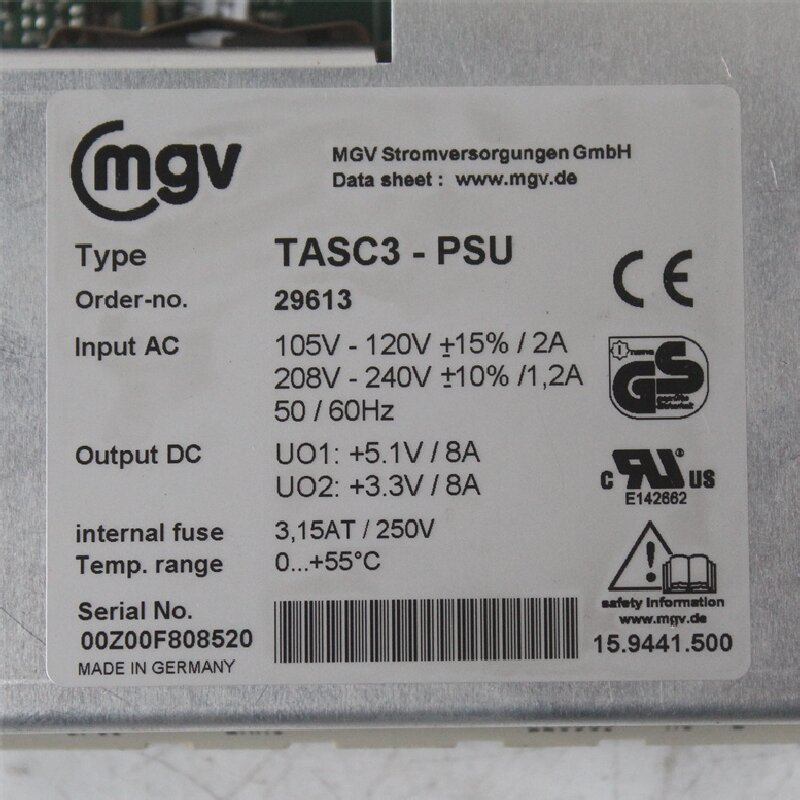 mgv
MGV Stromversorgungen GmbH
Data sheet : www.mgv.de
Type TASC3 - PSU
Order-no. 29613
Input AC 105V - 120V ±15% / 2A
208V - 240V ±10% /1,2A
50 / 60Hz
Output DC UO1: +5.1V / 8A
UO2: +3.3V / 8A
internal fuse 3,15AT / 250V
Temp. range 0...+55°C
Serial No.
00Z00F808520
MADE IN GERMANY
CE
GS
geprüfte
Sicherheit
C RU ® US
E142662
safety information
www.mgv.de
15.9441.500